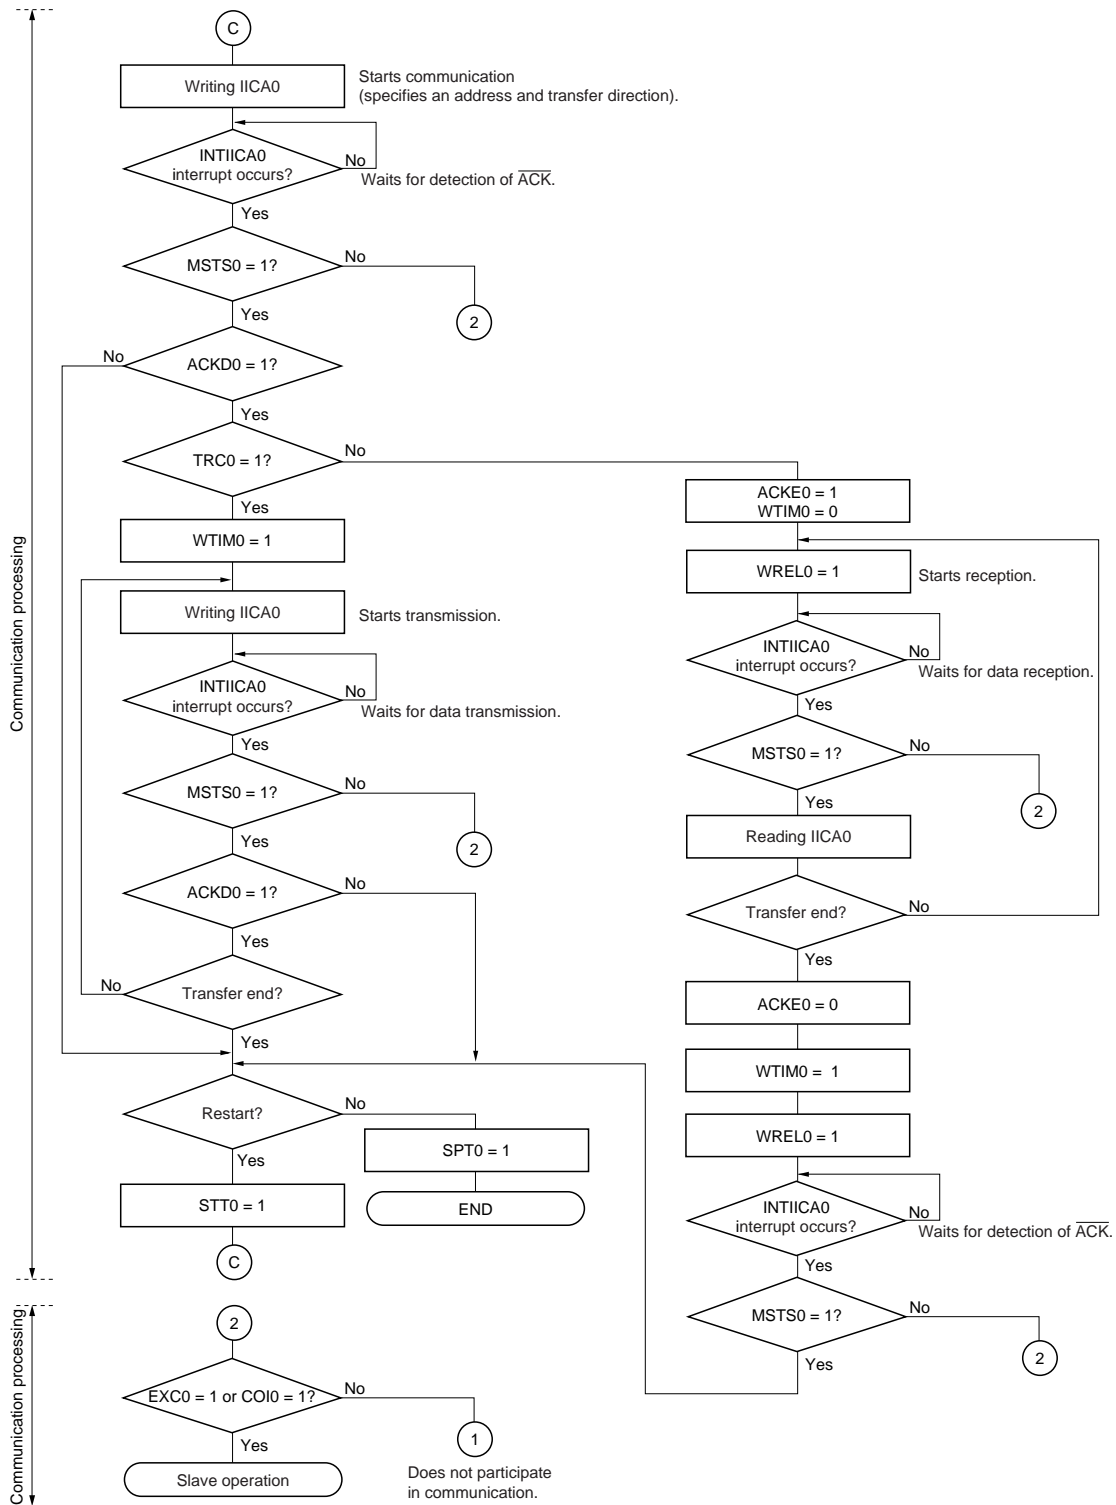 C
Writing IICA0
Starts communication
(specifies an address and transfer direction).
INTIICA0
interrupt occurs?
No
Waits for detection of A̅C̅K̅.
Yes
MSTS0 = 1?
No
2
Yes
ACKD0 = 1?
No
Yes
TRC0 = 1?
No
Yes
WTIM0 = 1
Writing IICA0
Starts transmission.
INTIICA0
interrupt occurs?
No
Waits for data transmission.
Yes
MSTS0 = 1?
No
2
Yes
ACKD0 = 1?
No
Yes
Transfer end?
No
Yes
Restart?
No
SPT0 = 1
END
Yes
STT0 = 1
C
ACKE0 = 1
WTIM0 = 0
WREL0 = 1
Starts reception.
INTIICA0
interrupt occurs?
No
Waits for data reception.
Yes
MSTS0 = 1?
No
2
Yes
Reading IICA0
Transfer end?
No
Yes
ACKE0 = 0
WTIM0 = 1
WREL0 = 1
INTIICA0
interrupt occurs?
No
Waits for detection of A̅C̅K̅.
Yes
MSTS0 = 1?
No
2
Yes
Communication processing
2
EXC0 = 1 or COI0 = 1?
No
1
Does not participate
in communication.
Yes
Slave operation
Communication processing